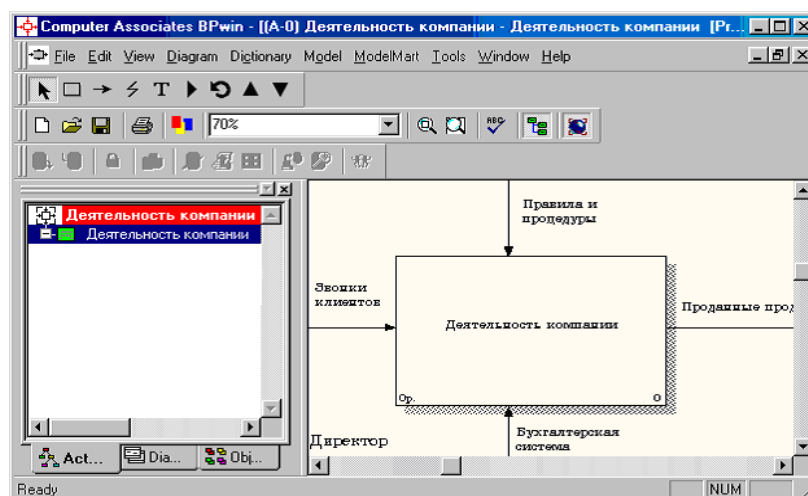 Computer Associates BPwin - [(A-0) Деятельность компании - Деятельность компании [Pr...
File Edit View Diagram Dictionary Model ModelMart Tools Window Help
T
70%
ABC
Деятельность компании
Деятельность компании
Правила и
процедуры
Звонки
клиентов
Деятельность компании
Проданные прод
0р.
0
Директор
Бухгалтерская
система
Act...
Dia...
Obj...
Ready
NUM